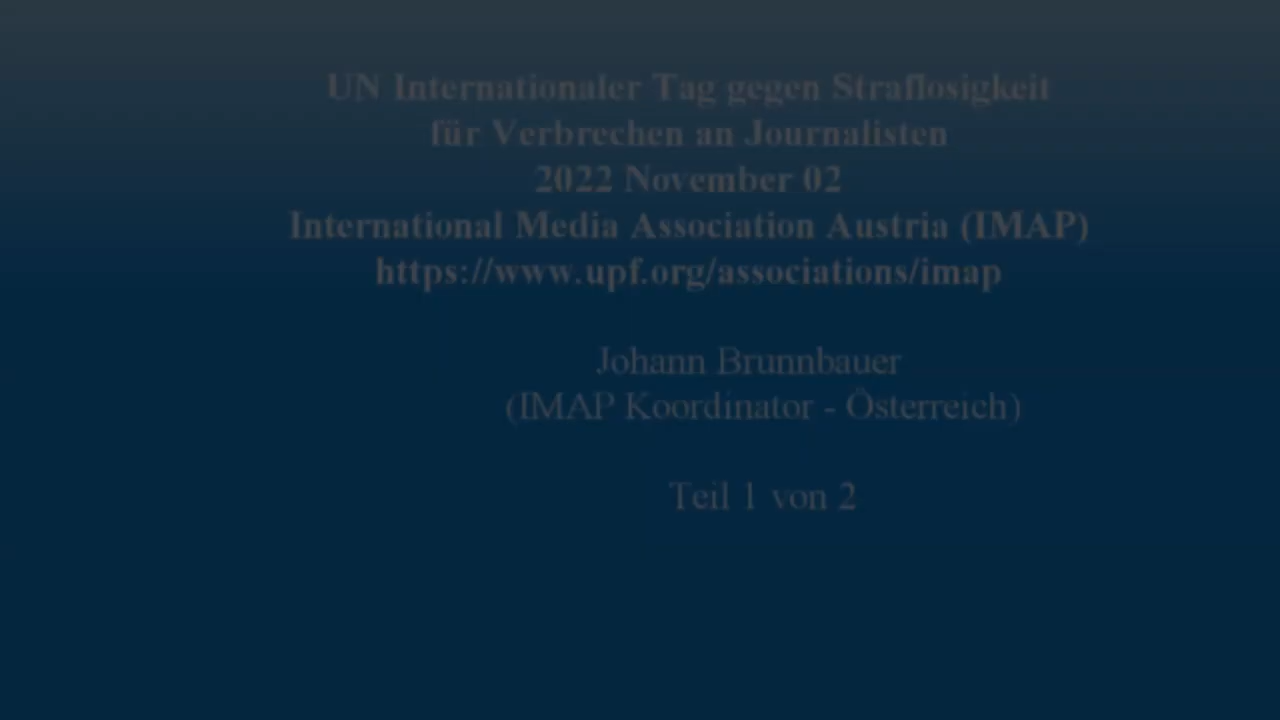 UN Internationaler Tag gegen Straflosigkeit
für Verbrechen an Journalisten
2022 November 02
International Media Association Austria (IMAP)
https://www.upf.org/associations/imap
Johann Brunnbauer
(IMAP Koordinator - Österreich)
Teil 1 von 2